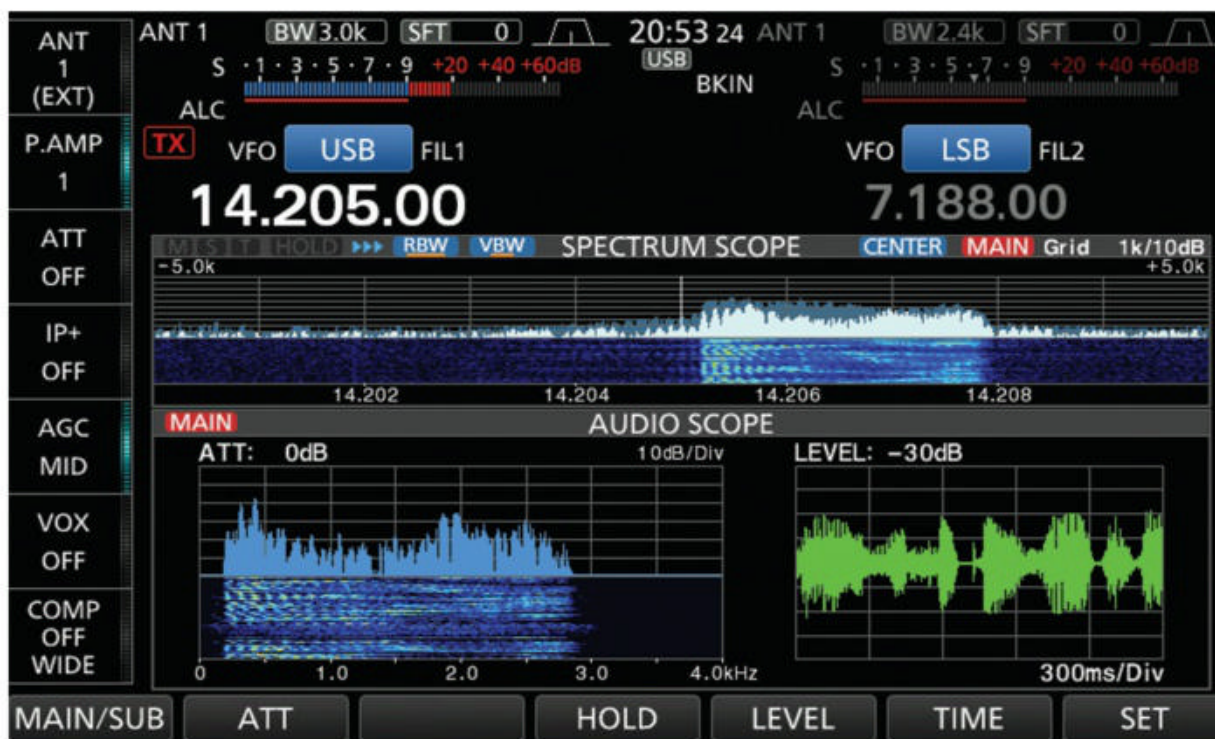 ANT
1
(EXT)
P.AMP
1
ATT
OFF
IP+
OFF
AGC
MID
VOX
OFF
COMP
OFF
WIDE
ANT 1 BW 3.0k SFT 0 20:53 24 ANT 1 BW 2.4k SFT 0
S ·1·3·5·7·9 +20 +40 +60dB USB BKIN S ·1·3·5·7·9 +20 +40 +60dB
ALC ALC
TX VFO USB FIL1 VFO LSB FIL2
14.205.00 7.188.00
M S T HOLD RBW VBW SPECTRUM SCOPE CENTER MAIN Grid 1k/10dB
-5.0k +5.0k
14.202 14.204 14.206 14.208
MAIN AUDIO SCOPE
ATT: 0dB 10dB/Div LEVEL: -30dB
0 1.0 2.0 3.0 4.0kHz 300ms/Div
MAIN/SUB ATT HOLD LEVEL TIME SET